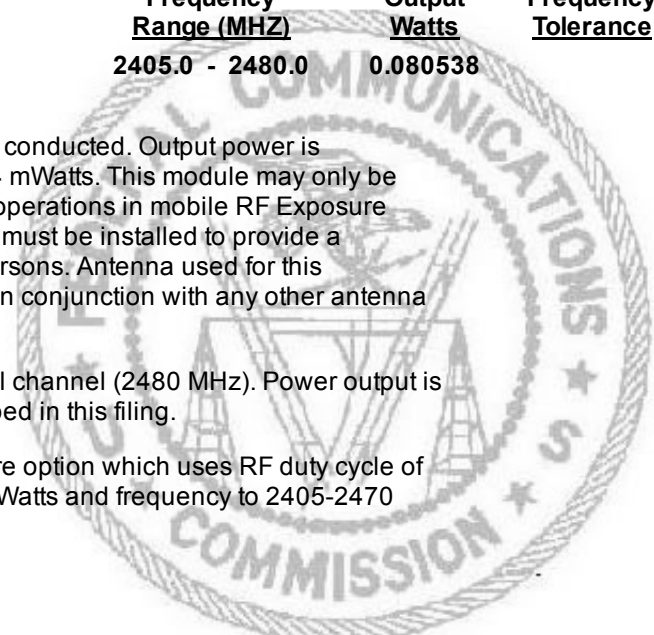 Frequency Output Frequency
Range (MHZ) Watts Tolerance
2405.0 - 2480.0 0.080538
conducted. Output power is
mWatts. This module may only be
operations in mobile RF Exposure
must be installed to provide a
ersons. Antenna used for this
n conjunction with any other antenna
l channel (2480 MHz). Power output is
bed in this filing.
re option which uses RF duty cycle of
Watts and frequency to 2405-2470
FEDERAL COMMUNICATIONS COMMISSION
U S